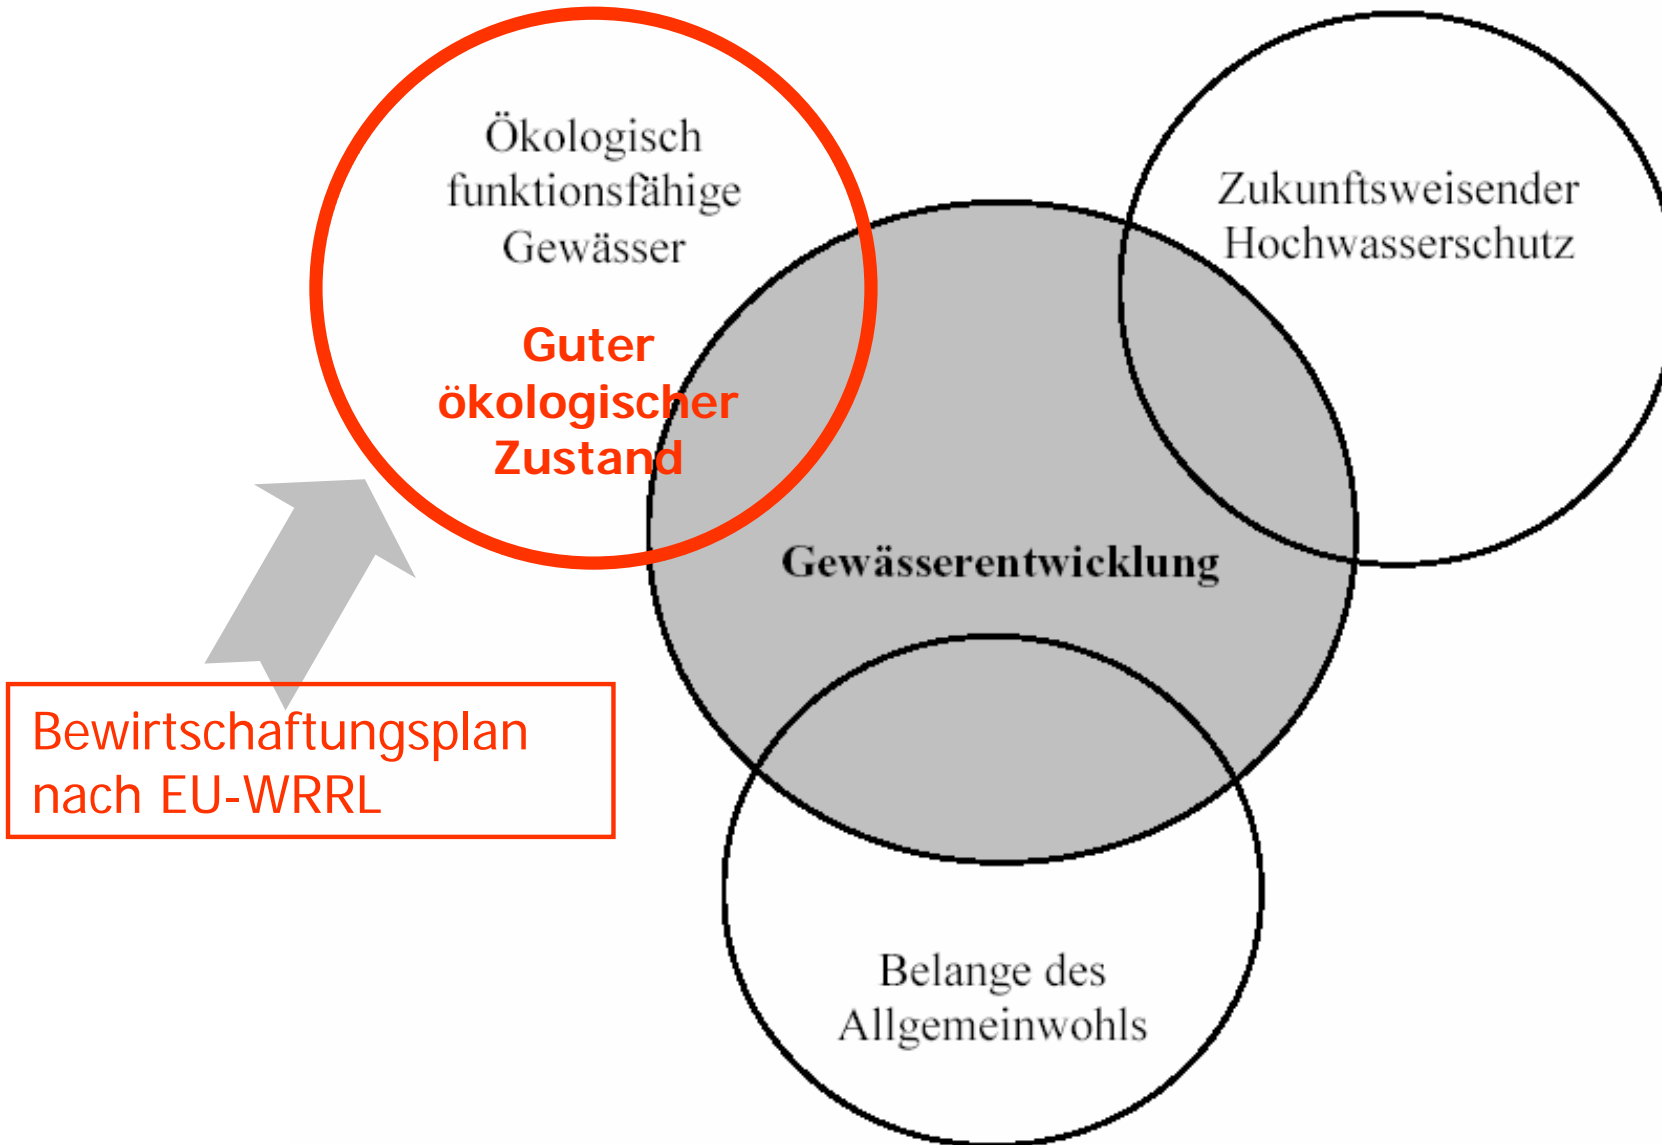 Ökologisch
funktionsfähige
Gewässer
Guter
ökologischer
Zustand
Zukunftsweisender
Hochwasserschutz
Gewässerentwicklung
Bewirtschaftungsplan
nach EU-WRRL
Belange des
Allgemeinwohls